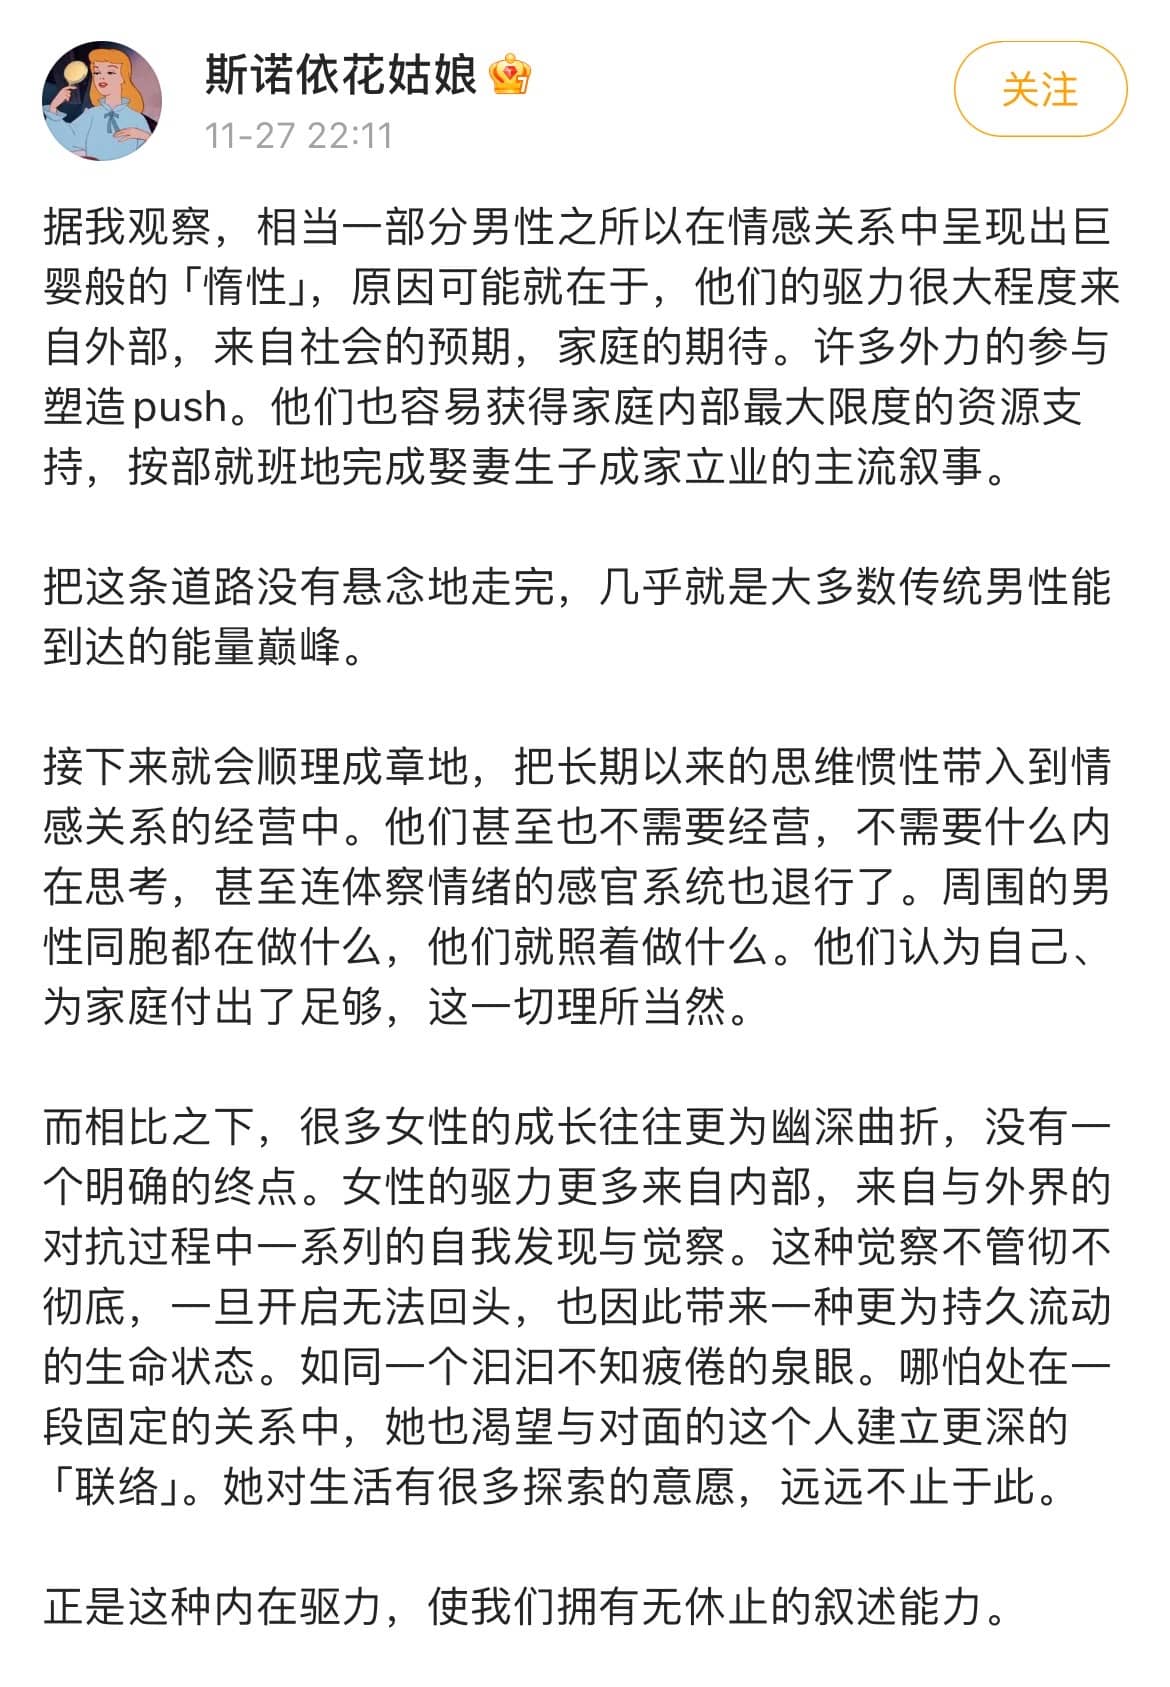 斯诺依花姑娘
7
11-27 22:11
关注
据我观察，相当一部分男性之所以在情感关系中呈现出巨
婴般的「惰性」，原因可能就在于，他们的驱力很大程度来
自外部，来自社会的预期，家庭的期待。许多外力的参与
塑造push。他们也容易获得家庭内部最大限度的资源支
持，按部就班地完成娶妻生子成家立业的主流叙事。
把这条道路没有悬念地走完，几乎就是大多数传统男性能
到达的能量巅峰。
接下来就会顺理成章地，把长期以来的思维惯性带入到情
感关系的经营中。他们甚至也不需要经营，不需要什么内
在思考，甚至连体察情绪的感官系统也退行了。周围的男
性同胞都在做什么，他们就照着做什么。他们认为自己、
为家庭付出了足够，这一切理所当然。
而相比之下，很多女性的成长往往更为幽深曲折，没有一
个明确的终点。女性的驱力更多来自内部，来自与外界的
对抗过程中一系列的自我发现与觉察。这种觉察不管彻不
彻底，一旦开启无法回头，也因此带来一种更为持久流动
的生命状态。如同一个汩汩不知疲倦的泉眼。哪怕处在一
段固定的关系中，她也渴望与对面的这个人建立更深的
「联络」。她对生活有很多探索的意愿，远远不止于此。
正是这种内在驱力，使我们拥有无休止的叙述能力。